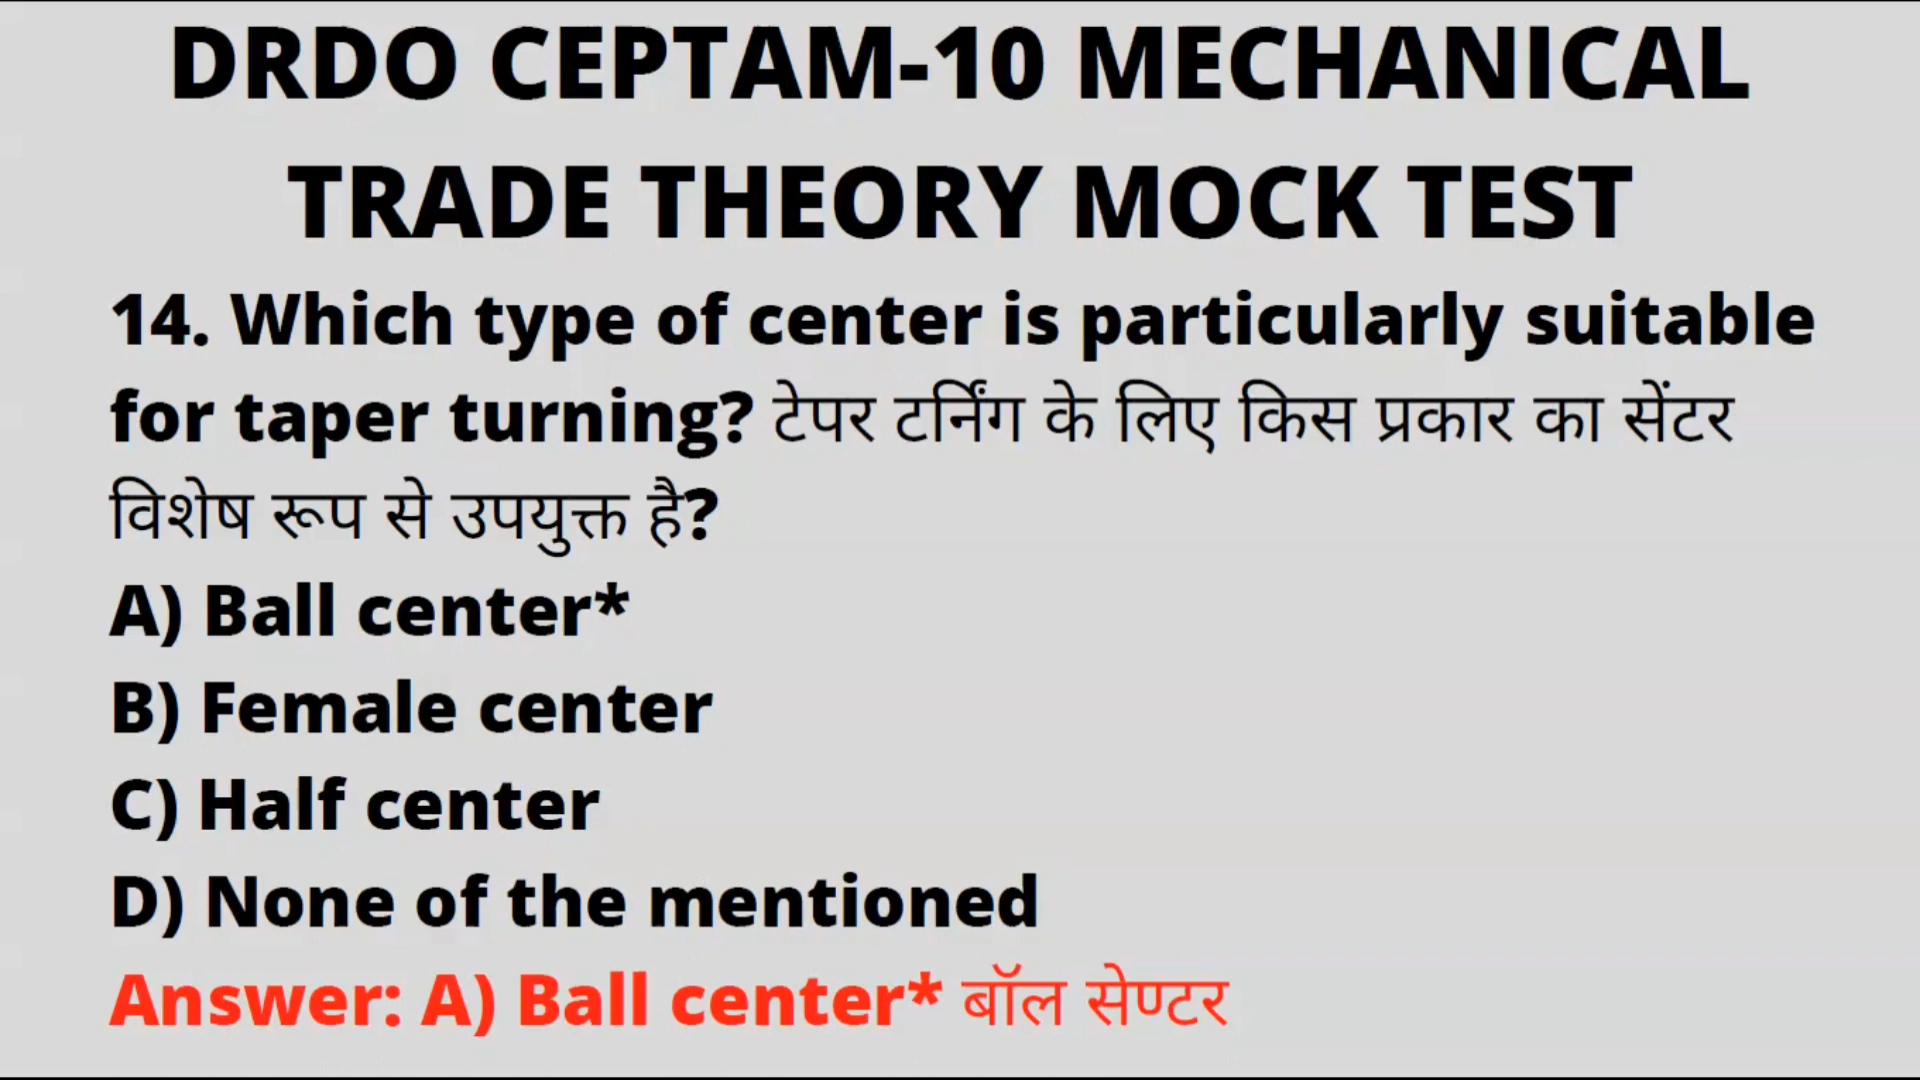 DRDO CEPTAM-10 MECHANICAL
TRADE THEORY MOCK TEST
14. Which type of center is particularly suitable
for taper turning? टेपर टर्निंग के लिए किस प्रकार का सेंटर
विशेष रूप से उपयुक्त है?
A) Ball center*
B) Female center
C) Half center
D) None of the mentioned
Answer: A) Ball center* बॉल सेण्टर